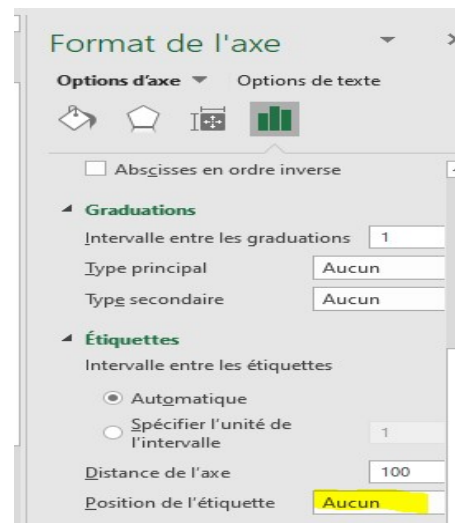 Format de l'axe
Options d'axe Options de texte
Abscisses en ordre inverse
Graduations
Intervalle entre les graduations 1
Type principal Aucun
Type secondaire Aucun
Étiquettes
Intervalle entre les étiquettes
Automatique
Spécifier l'unité de
l'intervalle 1
Distance de l'axe 100
Position de l'étiquette Aucun